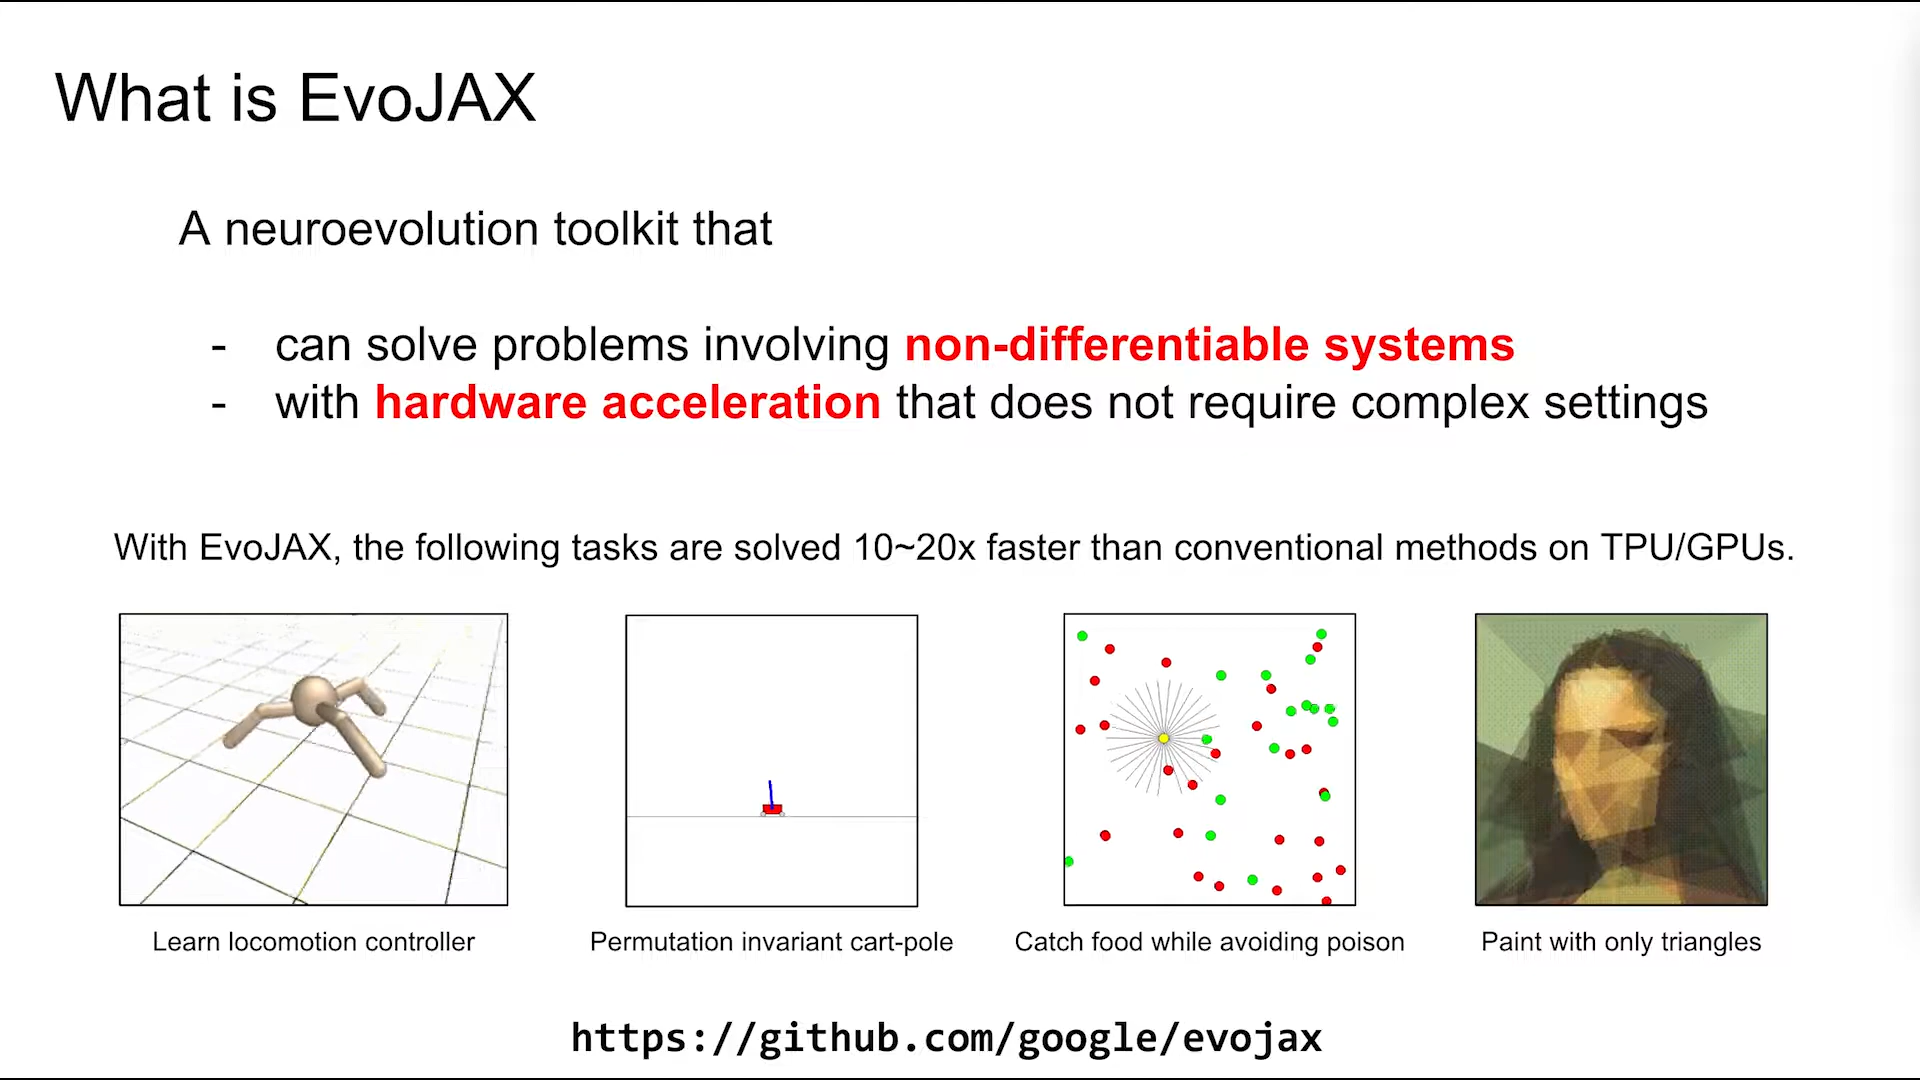 What is EvoJAX
A neuroevolution toolkit that
- can solve problems involving non-differentiable systems
- with hardware acceleration that does not require complex settings
With EvoJAX, the following tasks are solved 10~20x faster than conventional methods on TPU/GPUs.
Learn locomotion controller
Permutation invariant cart-pole
Catch food while avoiding poison
Paint with only triangles
https://github.com/google/evojax